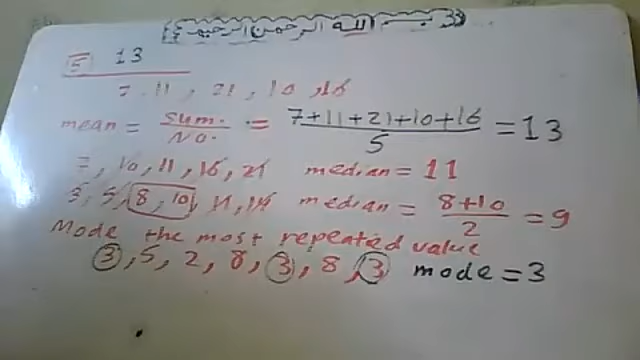 بسم الله الرحمن الرحيم
5 13
7, 11, 21, 10, 16
mean = sum. / No. = 7+11+21+10+16 / 5 = 13
7, 10, 11, 16, 21 median = 11
3, 5, 8, 10, 11, 14 median = 8+10 / 2 = 9
Mode the most repeated value
3, 5, 2, 8, 3, 8, 3 mode = 3